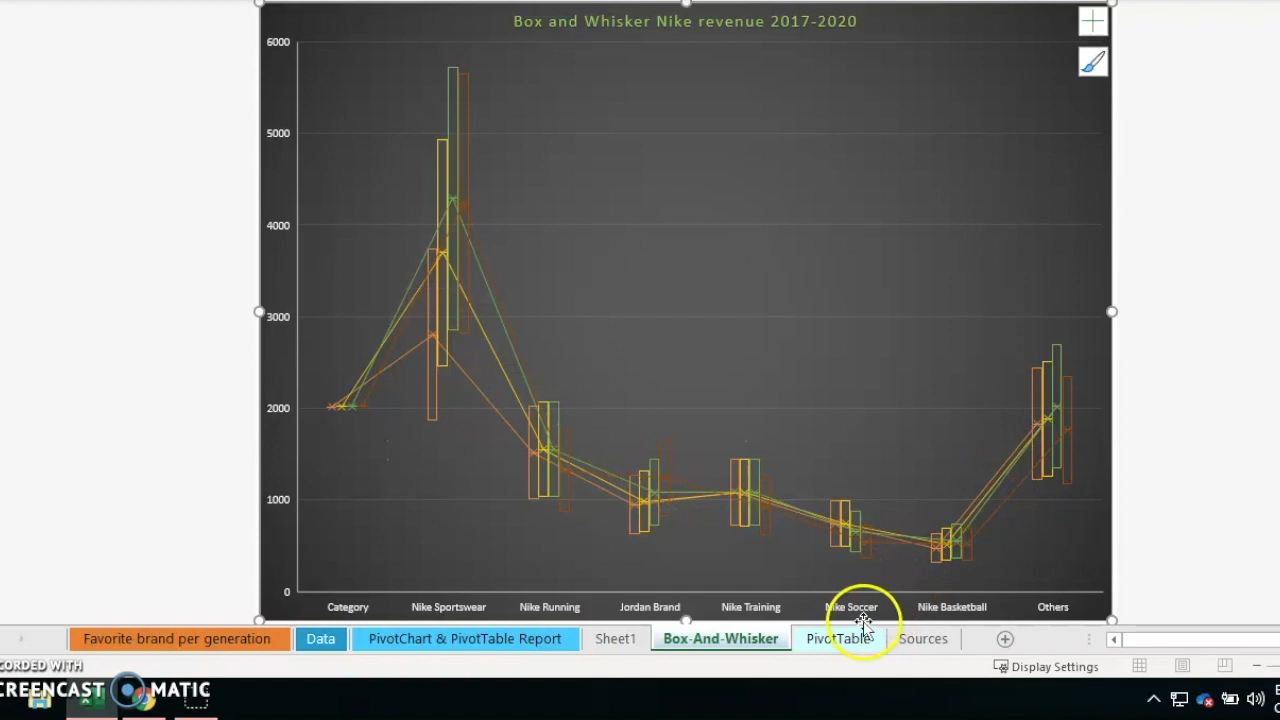 Box and Whisker Nike revenue 2017-2020
6000
5000
4000
3000
2000
1000
0
Category Nike Sportswear Nike Running Jordan Brand Nike Training Nike Soccer Nike Basketball Others
Favorite brand per generation Data PivotChart & PivotTable Report Sheet1 Box-And-Whisker PivotTable Sources
Display Settings
CORDED WITH
CREENCAST MATIC